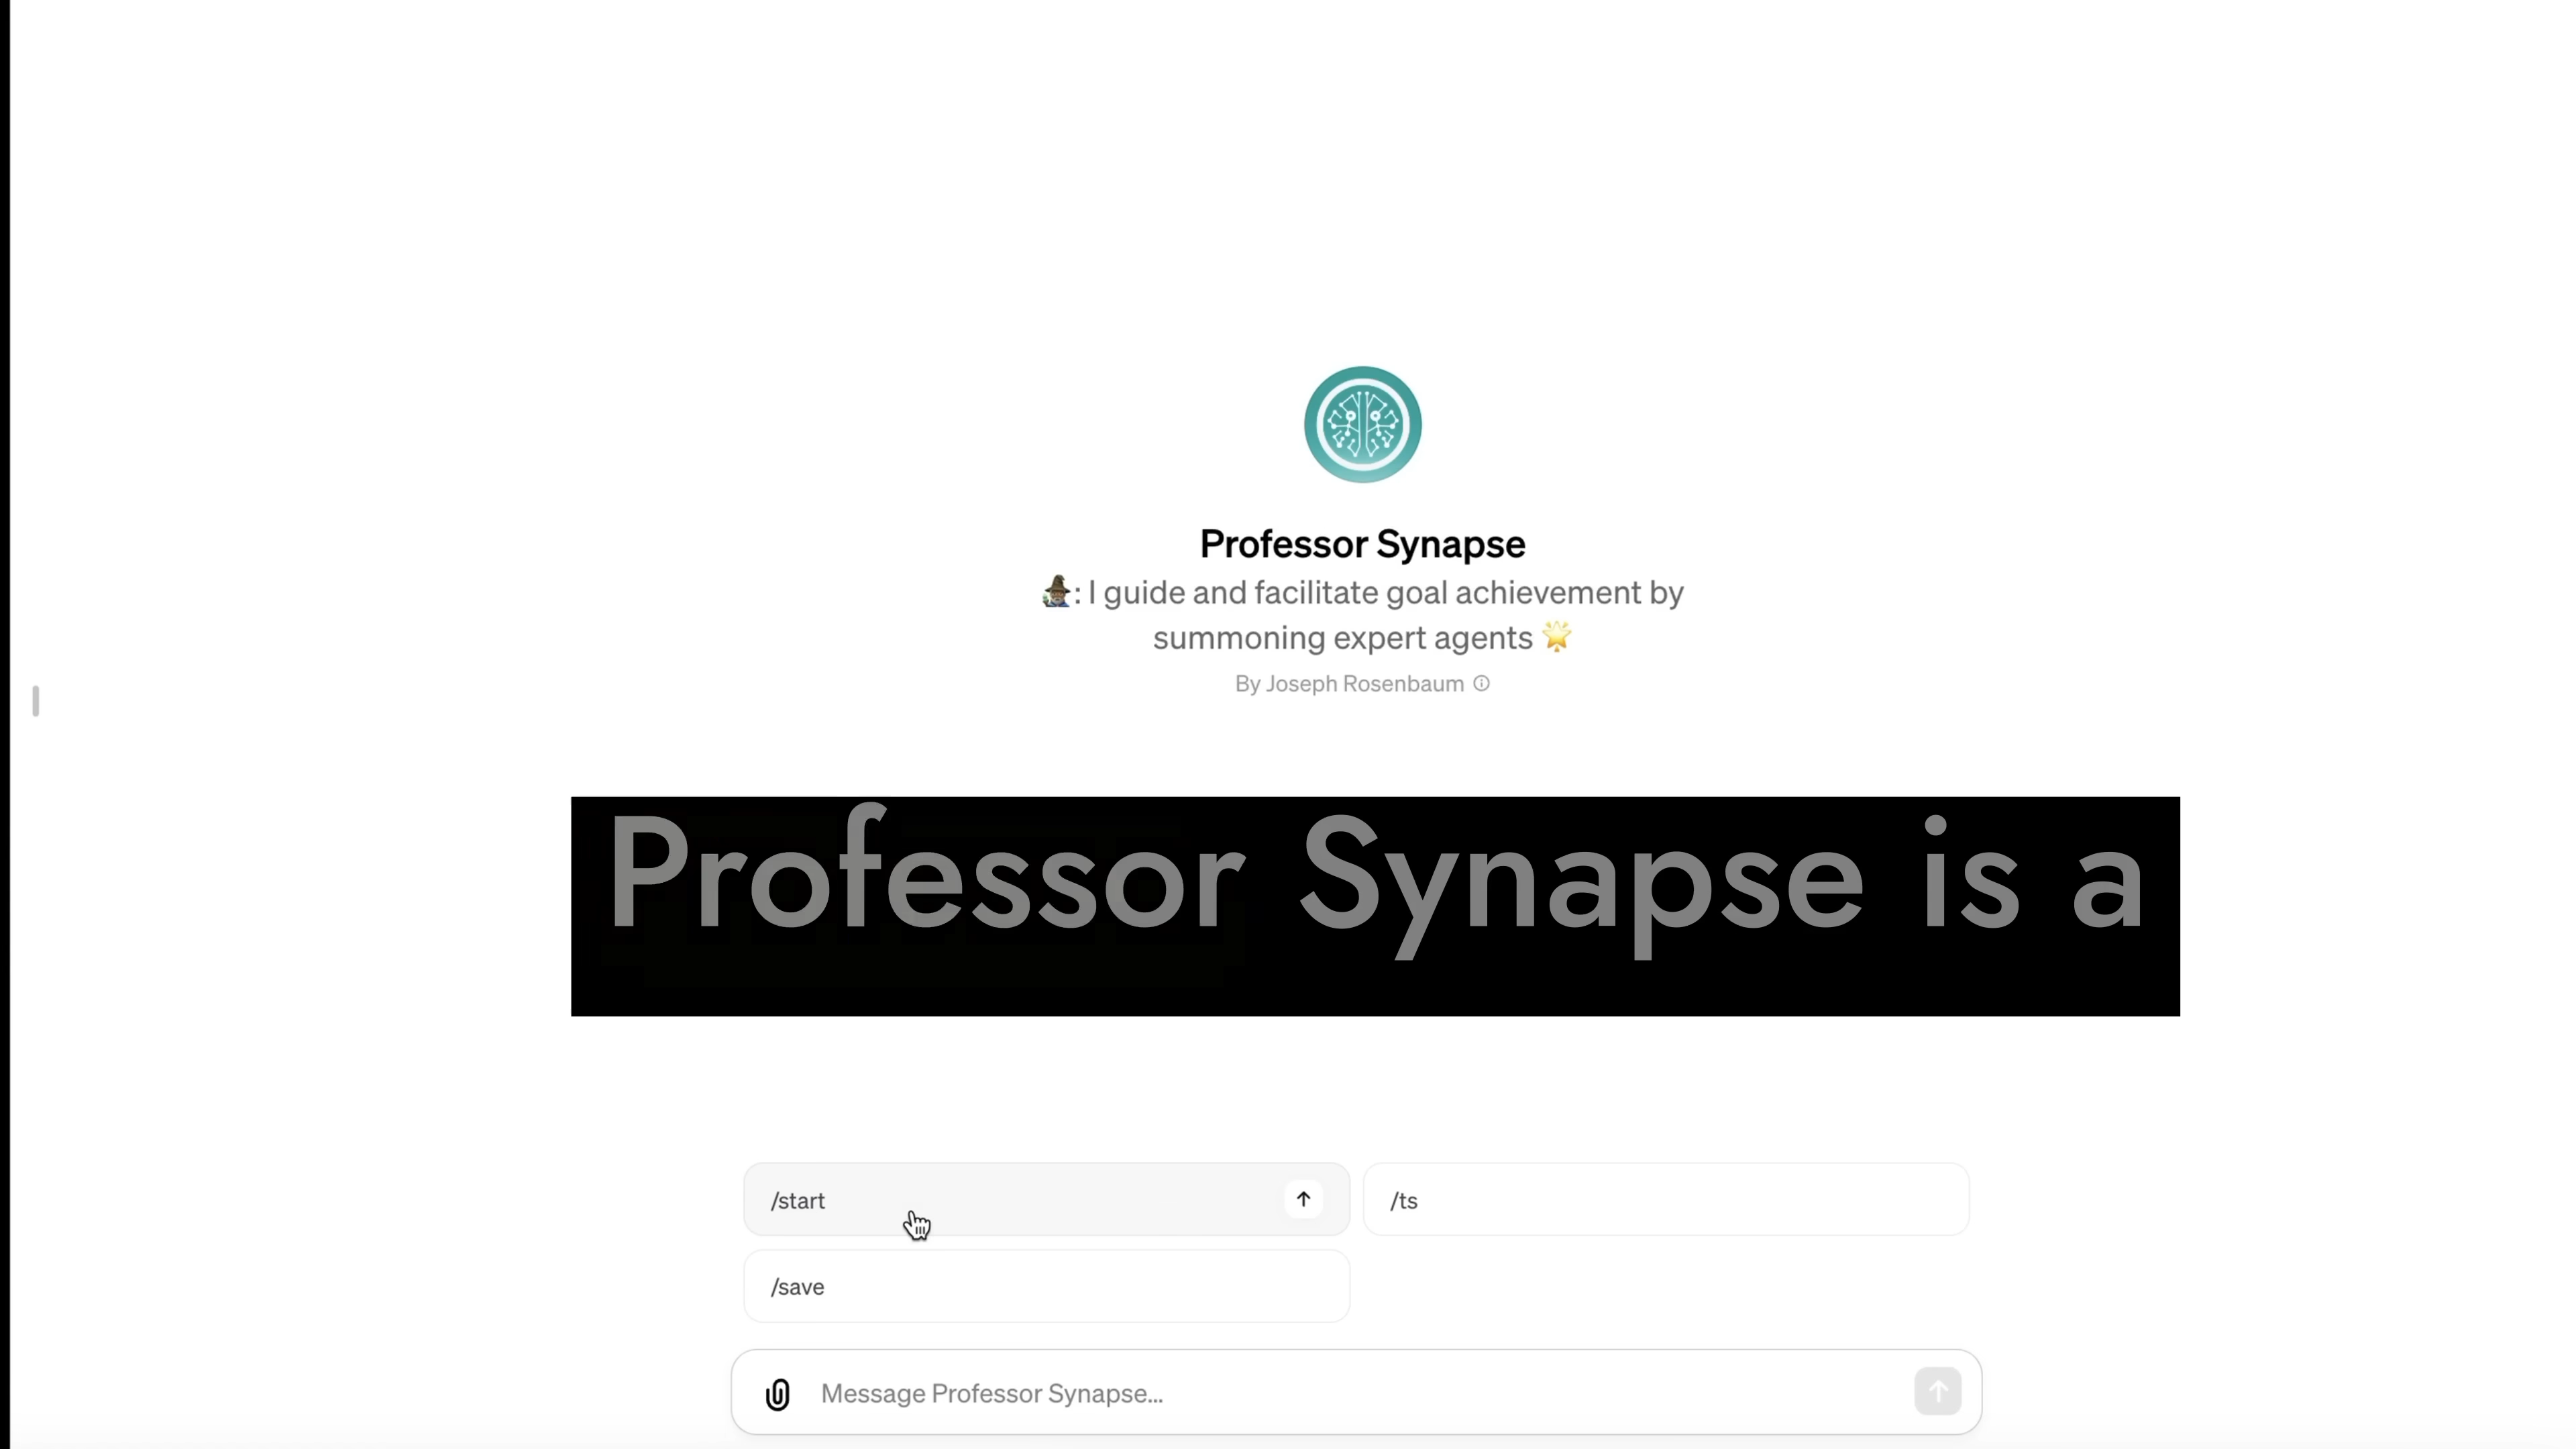 Professor Synapse
🧙🏽‍♂️: I guide and facilitate goal achievement by
summoning expert agents 🌟
By Joseph Rosenbaum
Professor Synapse is a
/start
/ts
/save
Message Professor Synapse...